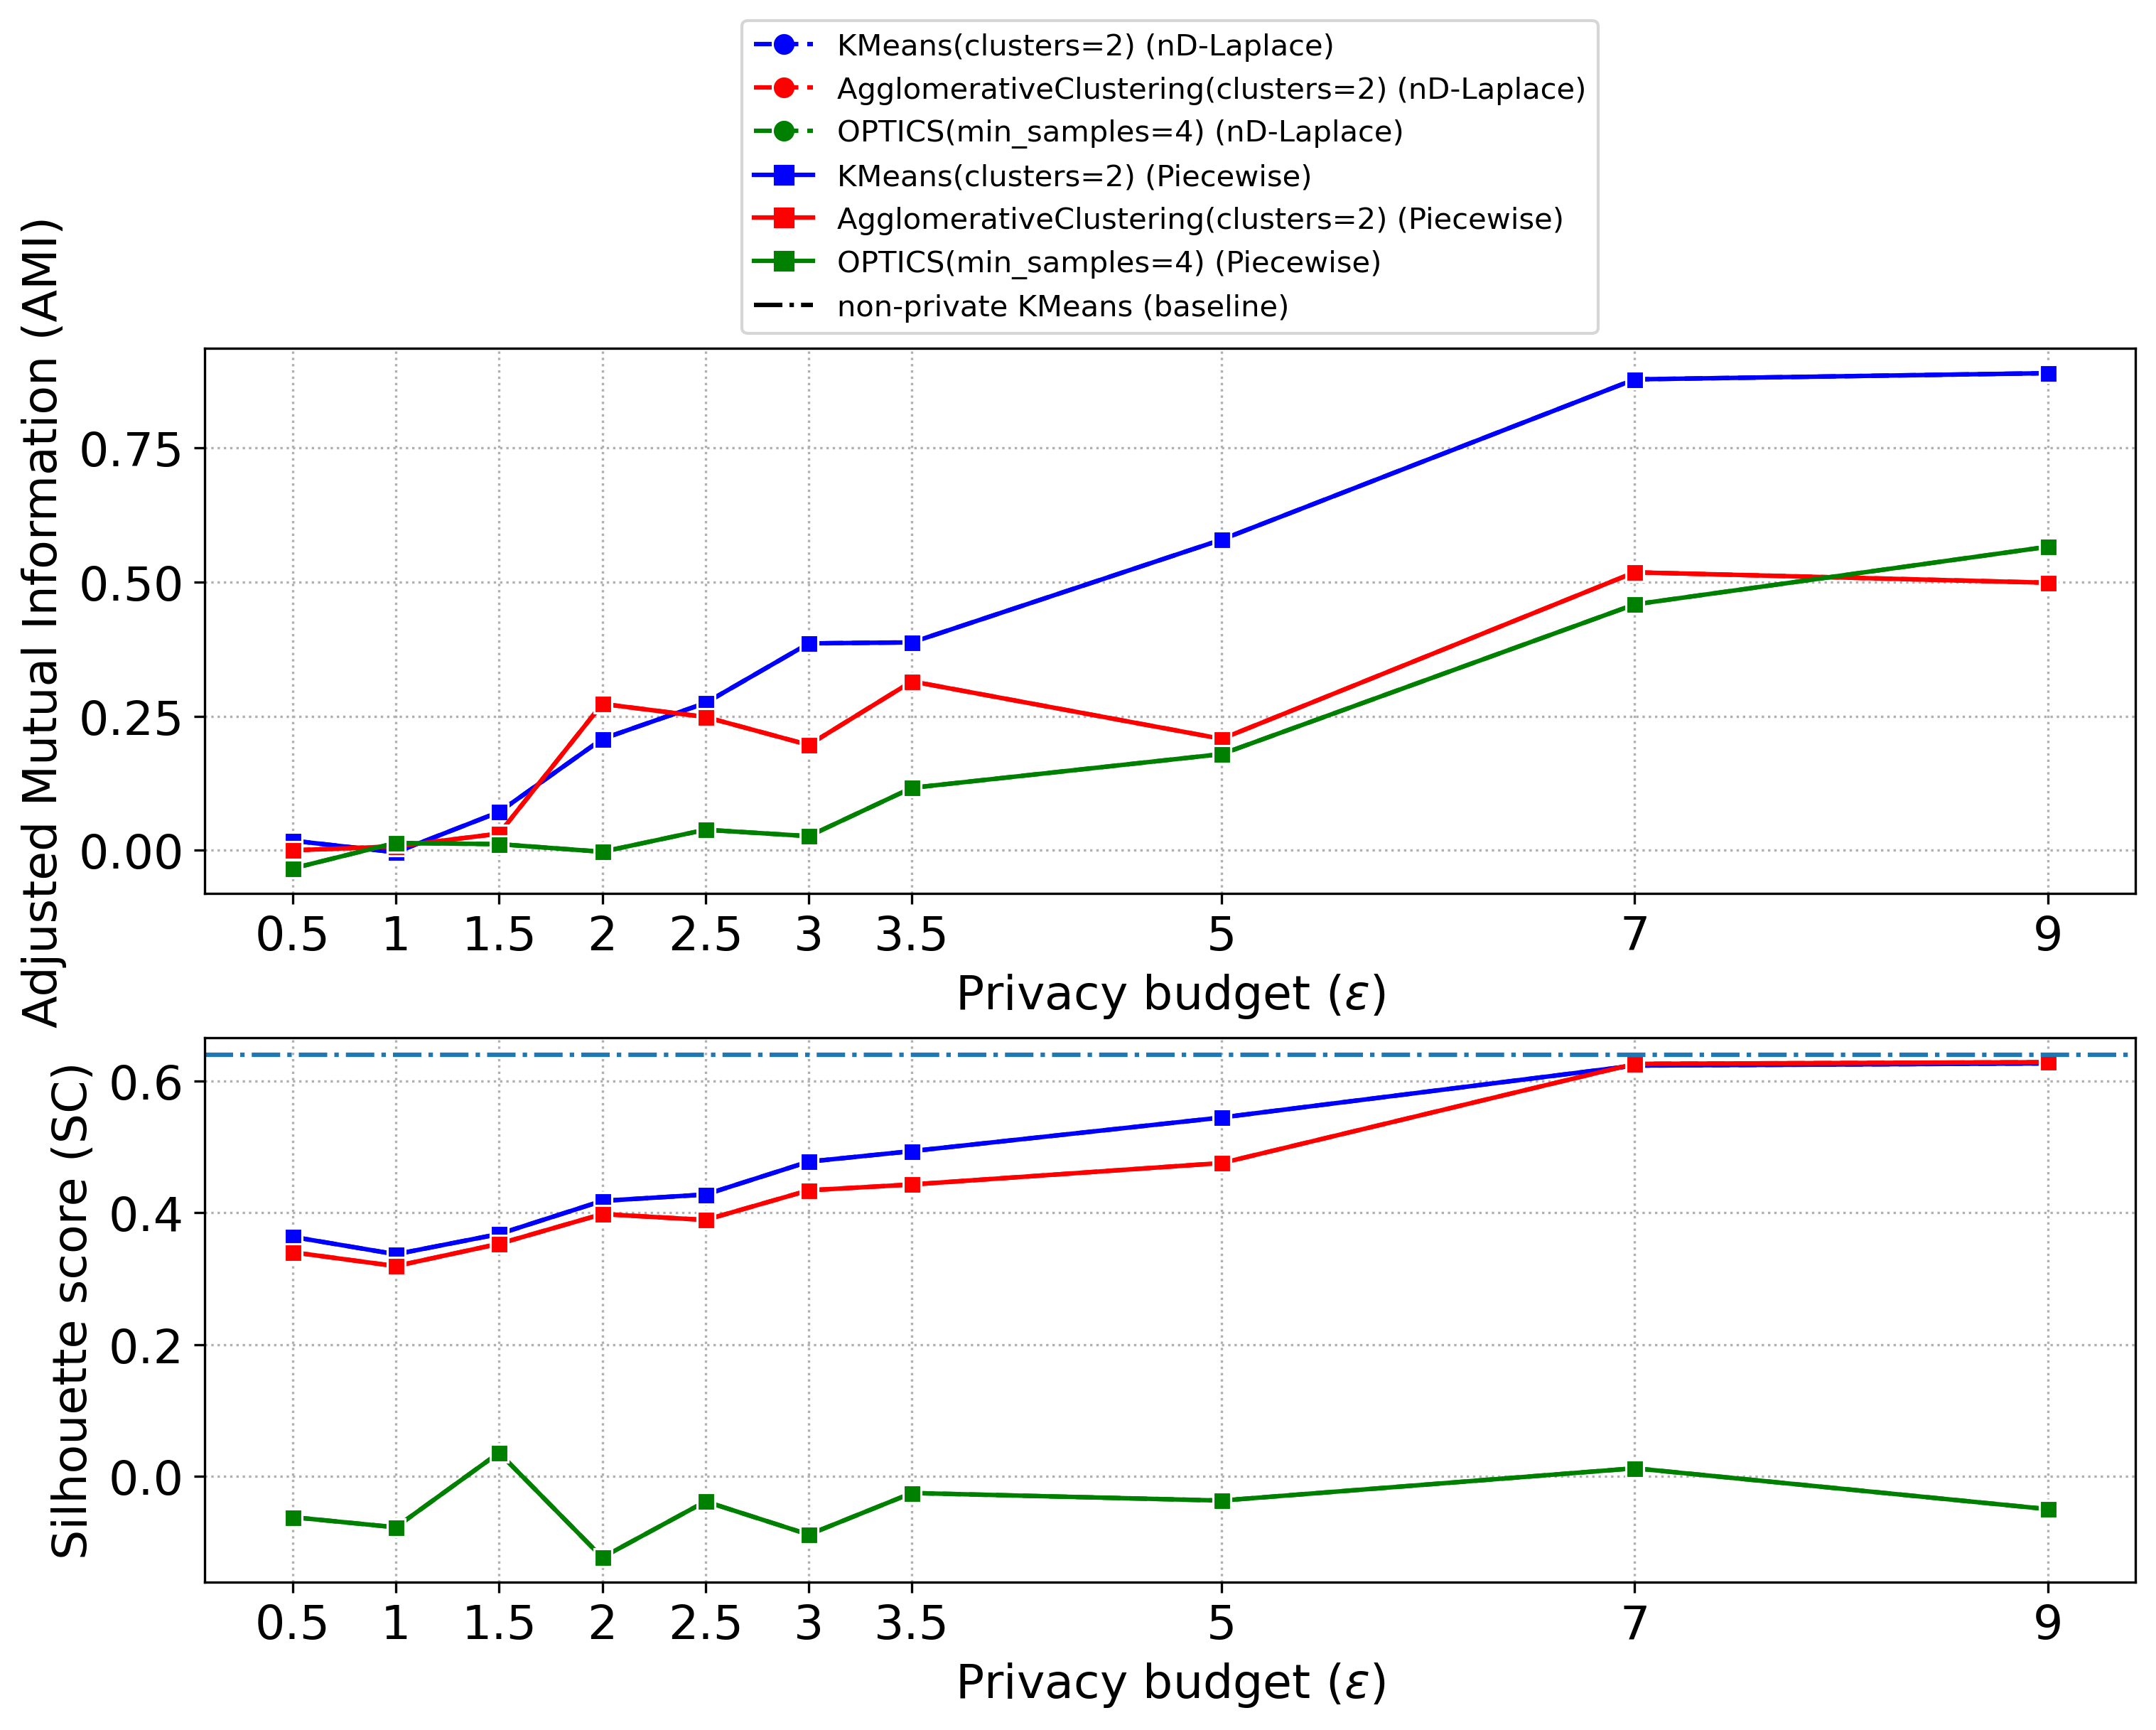 KMeans(clusters=2) (nD-Laplace)
AgglomerativeClustering(clusters=2) (nD-Laplace)
OPTICS(min_samples=4) (nD-Laplace)
KMeans(clusters=2) (Piecewise)
AgglomerativeClustering(clusters=2) (Piecewise)
OPTICS(min_samples=4) (Piecewise)
non-private KMeans (baseline)
Adjusted Mutual Information (AMI)
0.75
0.50
0.25
0.00
0.5 1 1.5 2 2.5 3 3.5 5 7 9
Privacy budget (ε)
Silhouette score (SC)
0.6
0.4
0.2
0.0
0.5 1 1.5 2 2.5 3 3.5 5 7 9
Privacy budget (ε)